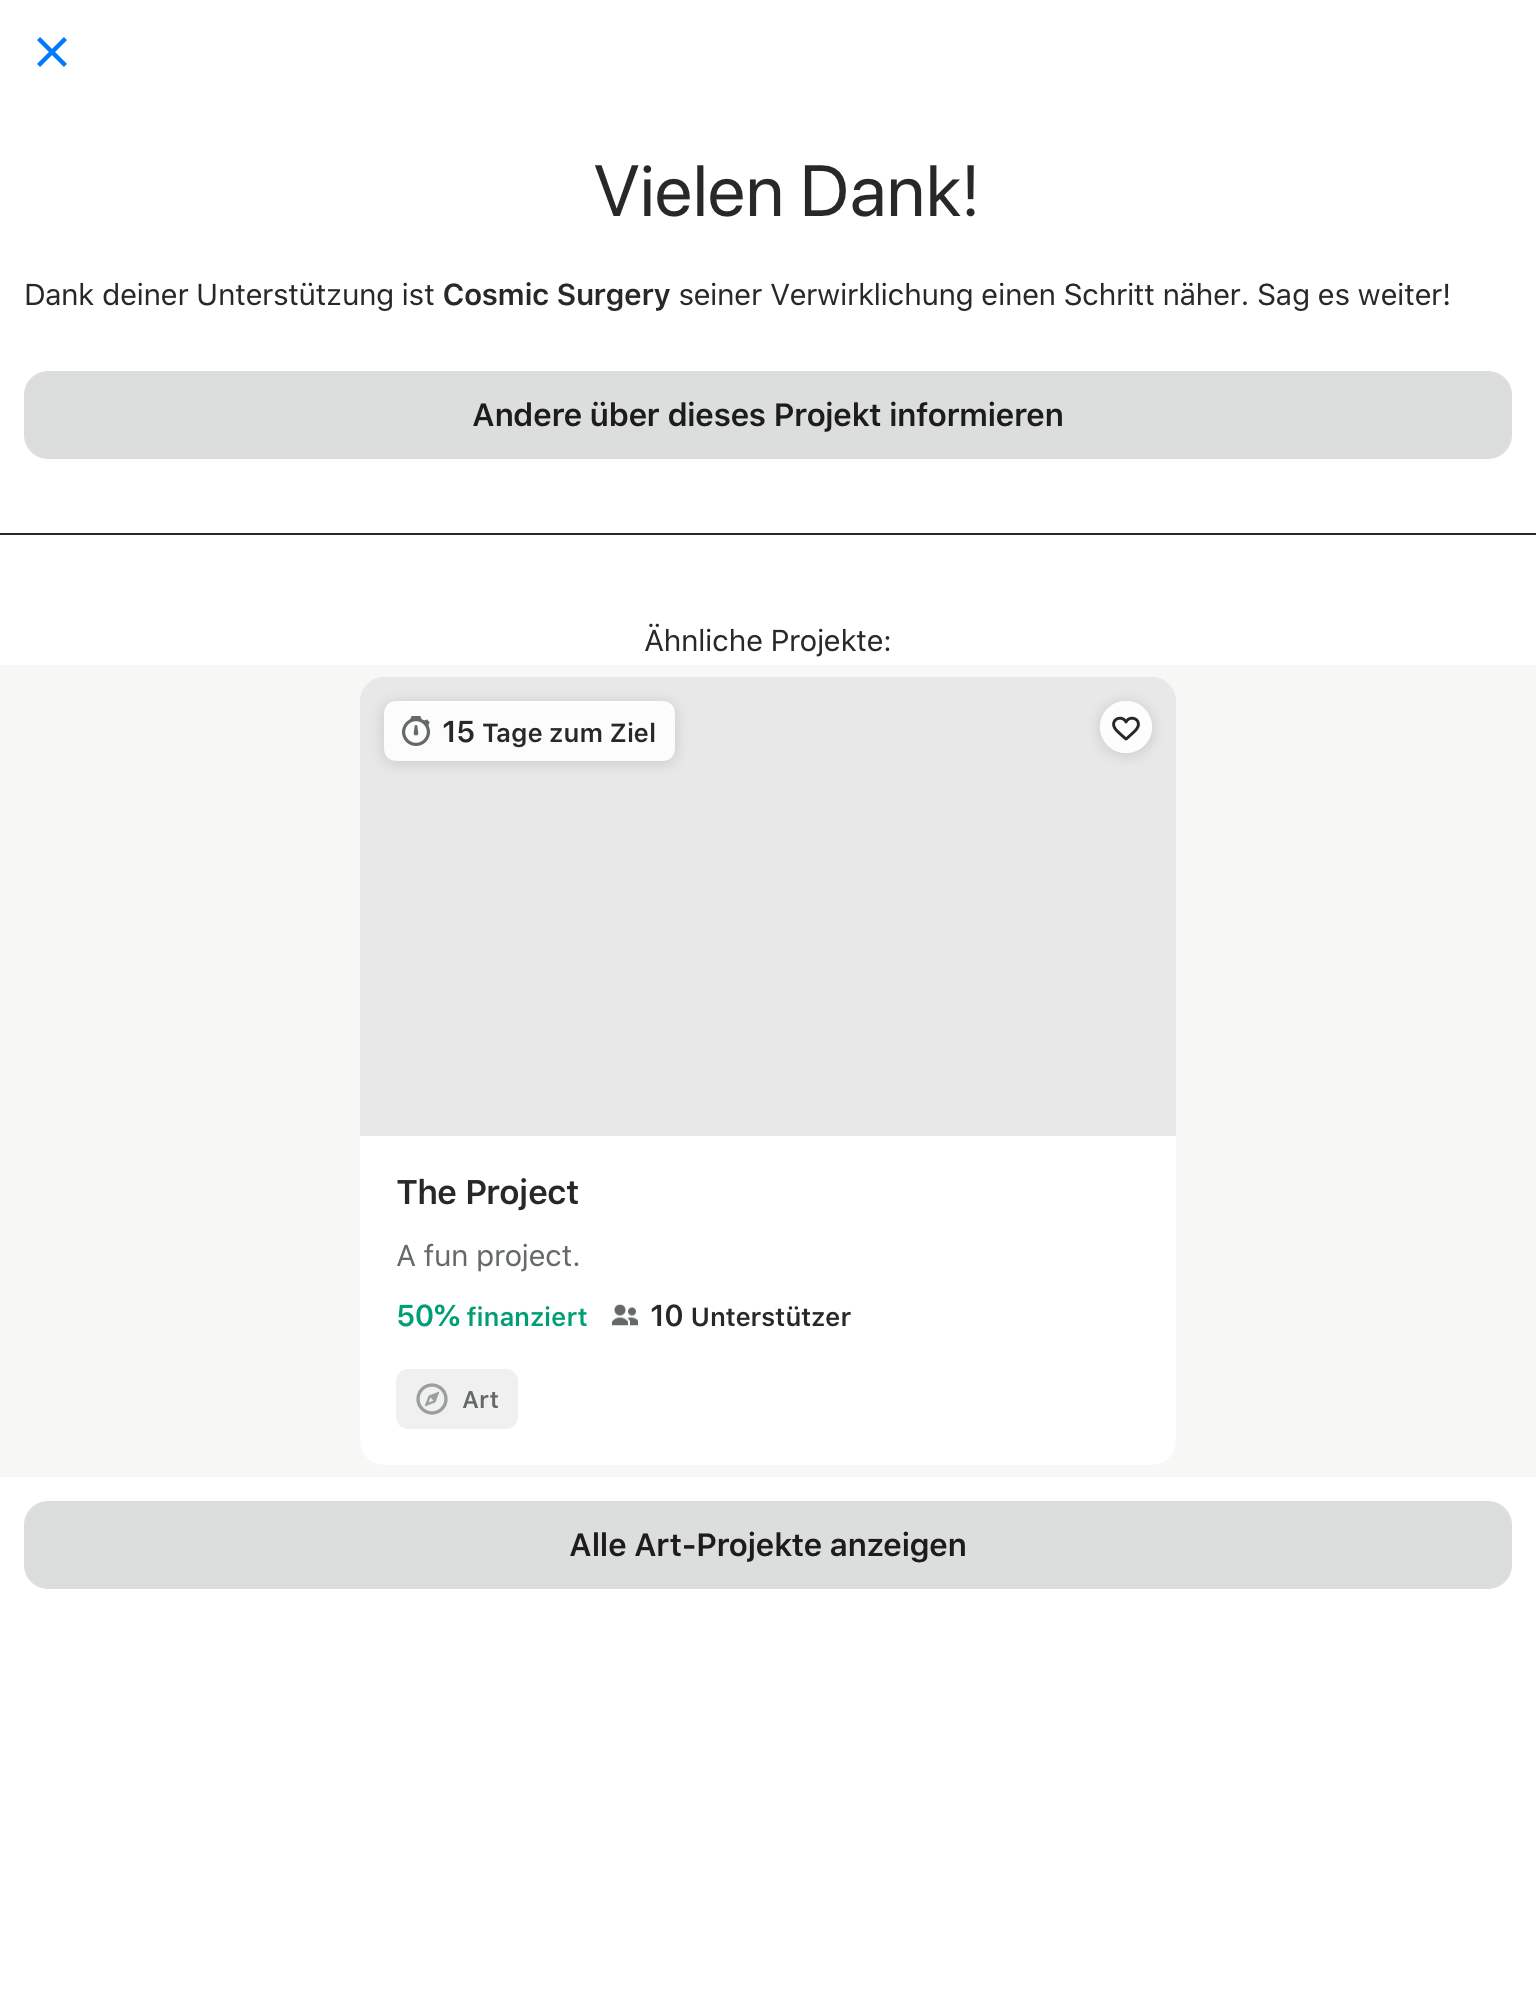 Vielen Dank!
Dank deiner Unterstützung ist Cosmic Surgery seiner Verwirklichung einen Schritt näher. Sag es weiter!
Andere über dieses Projekt informieren
Ähnliche Projekte:
15 Tage zum Ziel
The Project
A fun project.
50% finanziert 10 Unterstützer
Art
Alle Art-Projekte anzeigen